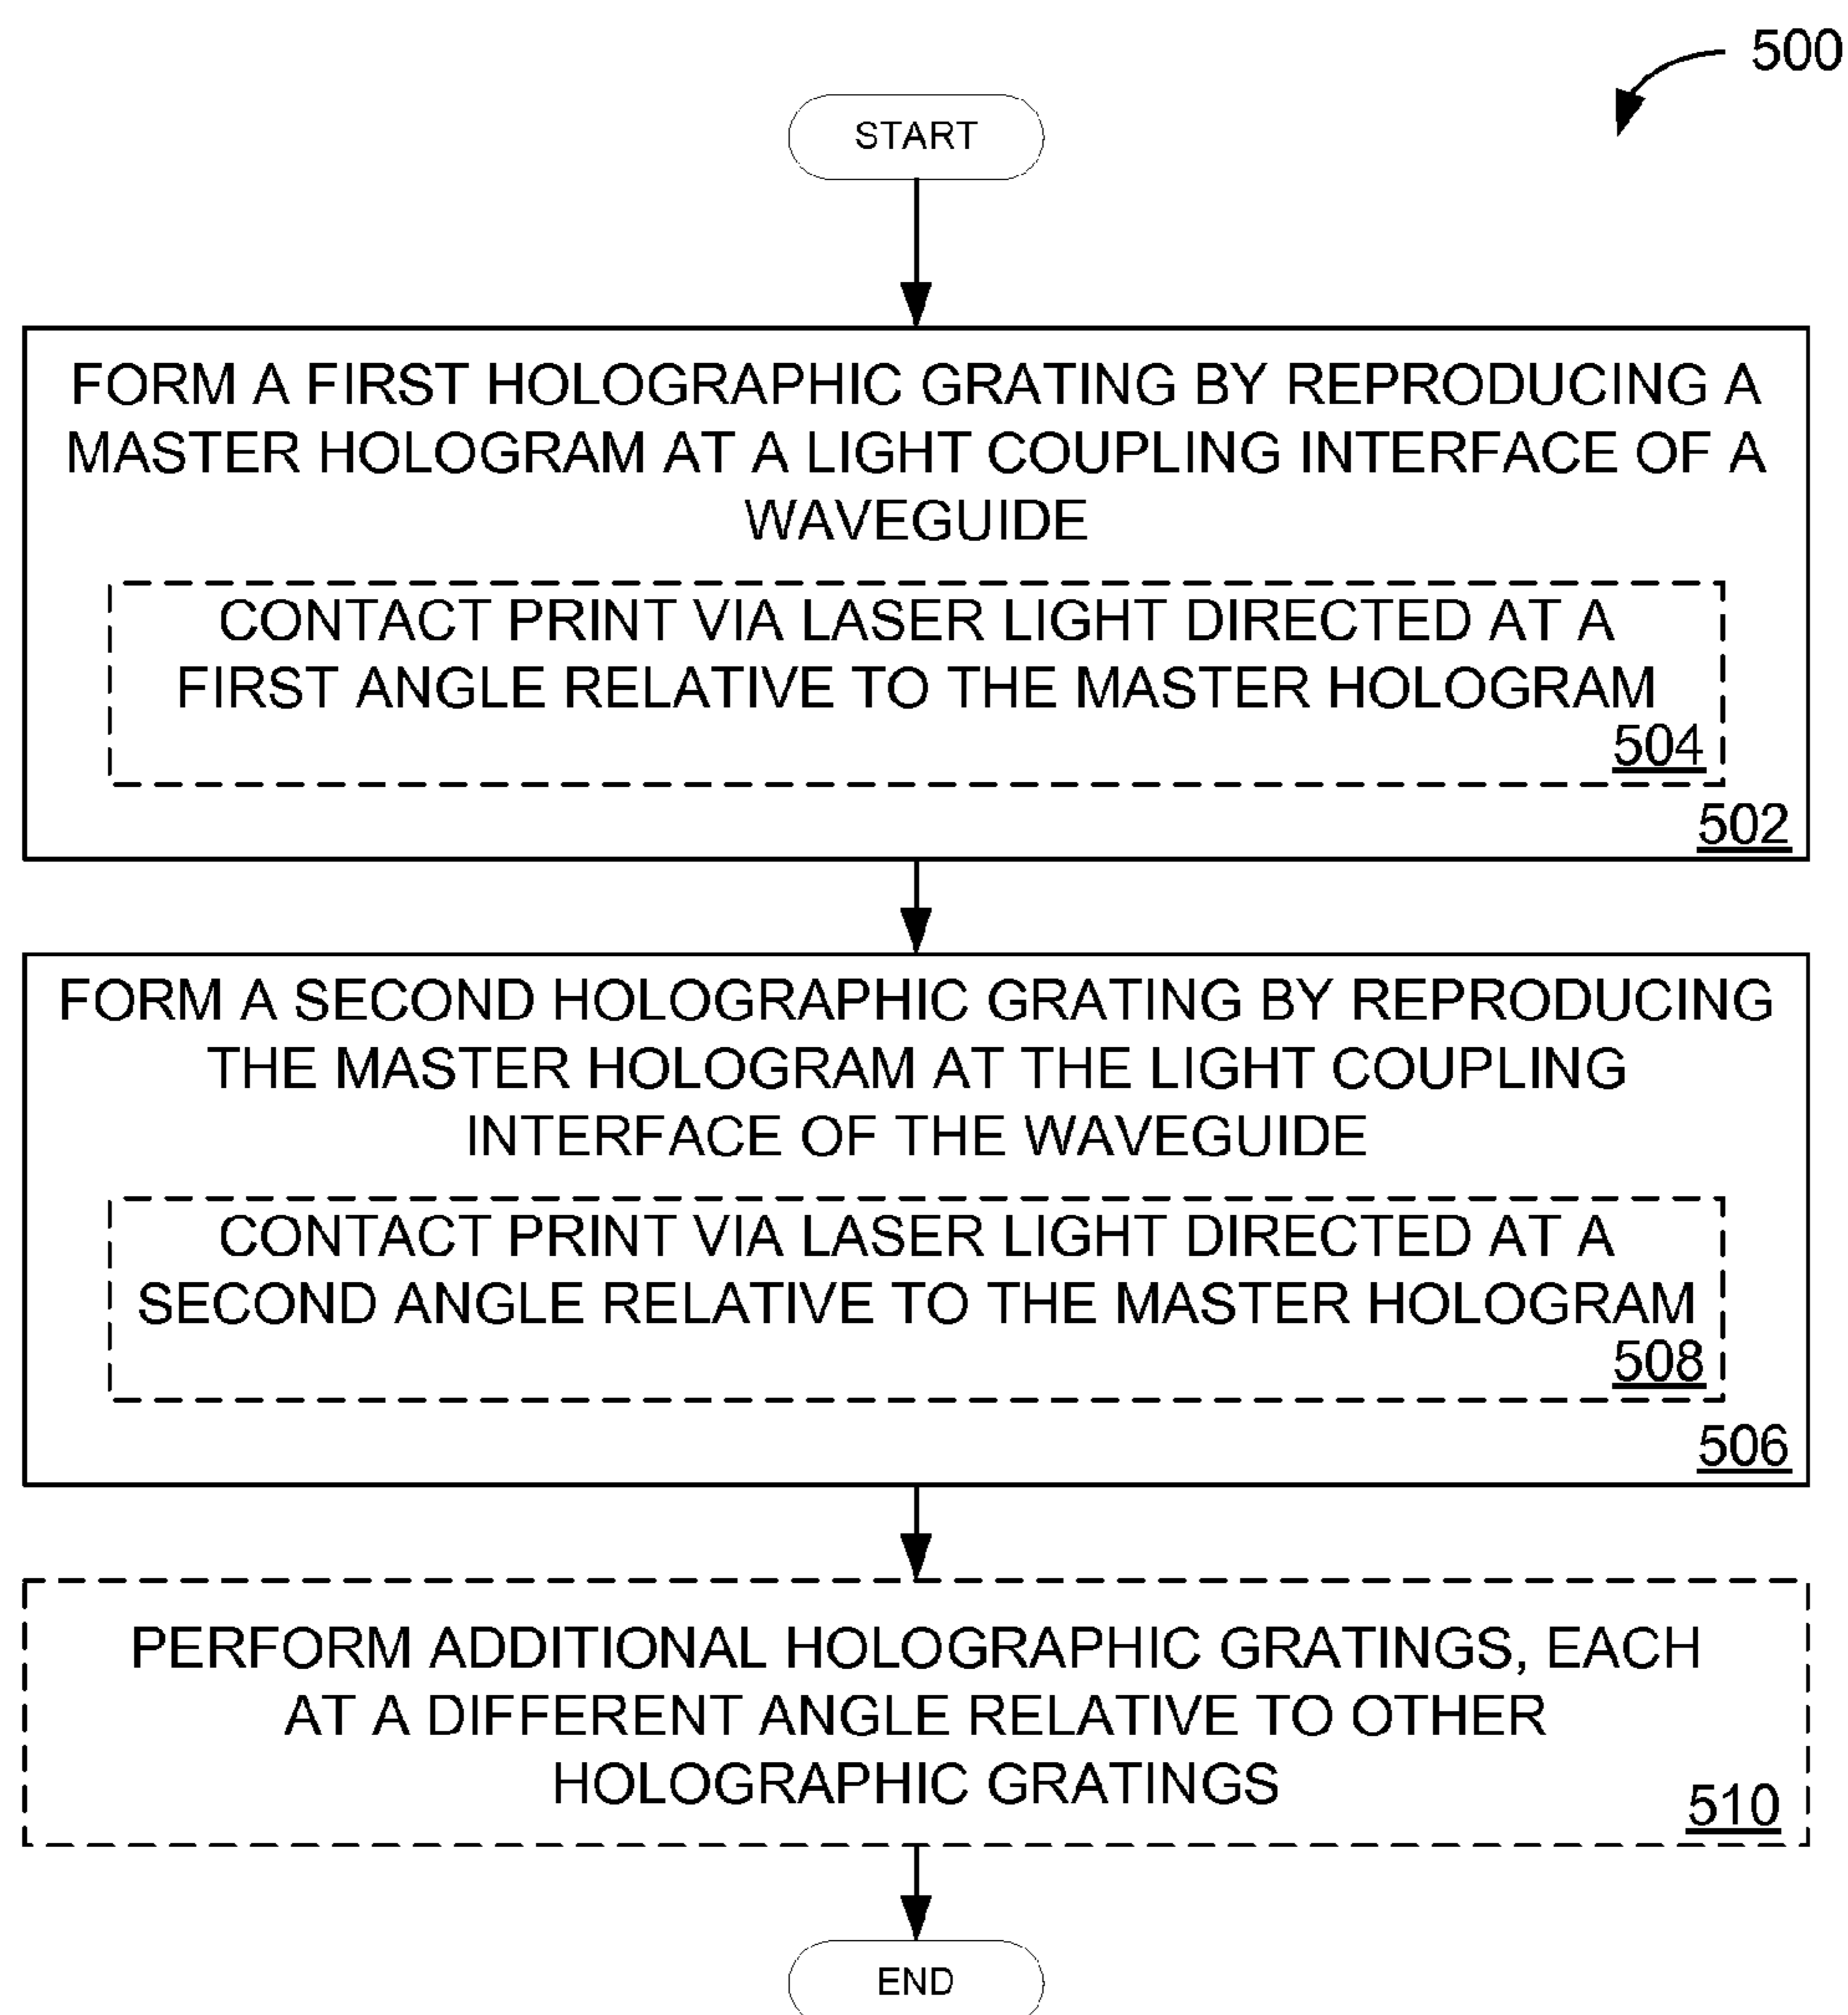 500
START
FORM A FIRST HOLOGRAPHIC GRATING BY REPRODUCING A
MASTER HOLOGRAM AT A LIGHT COUPLING INTERFACE OF A
WAVEGUIDE
CONTACT PRINT VIA LASER LIGHT DIRECTED AT A
FIRST ANGLE RELATIVE TO THE MASTER HOLOGRAM
504
502
FORM A SECOND HOLOGRAPHIC GRATING BY REPRODUCING
THE MASTER HOLOGRAM AT THE LIGHT COUPLING
INTERFACE OF THE WAVEGUIDE
CONTACT PRINT VIA LASER LIGHT DIRECTED AT A
SECOND ANGLE RELATIVE TO THE MASTER HOLOGRAM
508
506
PERFORM ADDITIONAL HOLOGRAPHIC GRATINGS, EACH
AT A DIFFERENT ANGLE RELATIVE TO OTHER
HOLOGRAPHIC GRATINGS
510
END